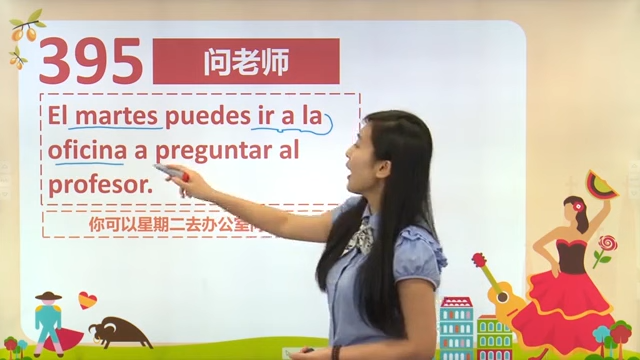 395
问老师
El martes puedes ir a la
oficina a preguntar al
profesor.
你可以星期二去办公室问